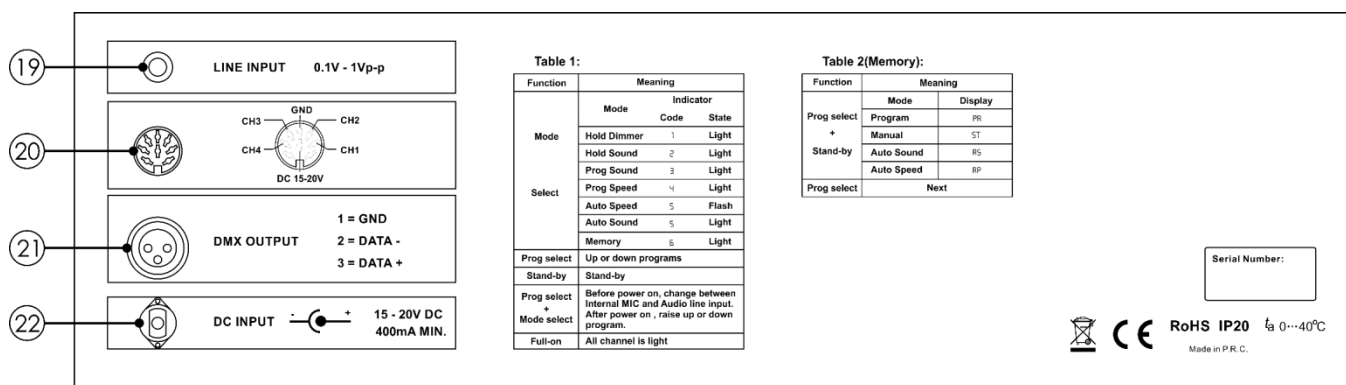 19
LINE INPUT 0.1V - 1Vp-p
20
GND
CH3 CH2
CH4 CH1
DC 15-20V
21
DMX OUTPUT
1 = GND
2 = DATA -
3 = DATA +
22
DC INPUT - +
15 - 20V DC
400mA MIN.
Table 1:
Function Meaning
Mode Select
Mode Indicator
Code State
Hold Dimmer 1 Light
Hold Sound 2 Light
Prog Sound 3 Light
Prog Speed 4 Light
Auto Speed 5 Flash
Auto Sound 5 Light
Memory 6 Light
Prog select Up or down programs
Stand-by Stand-by
Prog select
+
Mode select
Before power on, change between
Internal MIC and Audio line input.
After power on , raise up or down
program.
Full-on All channel is light
Table 2(Memory):
Function Meaning
Prog select
+
Stand-by
Mode Display
Program PR
Manual ST
Auto Sound RS
Auto Speed RP
Prog select Next
Serial Number:
CE RoHS IP20 ta 0···40°C
Made in P.R.C.